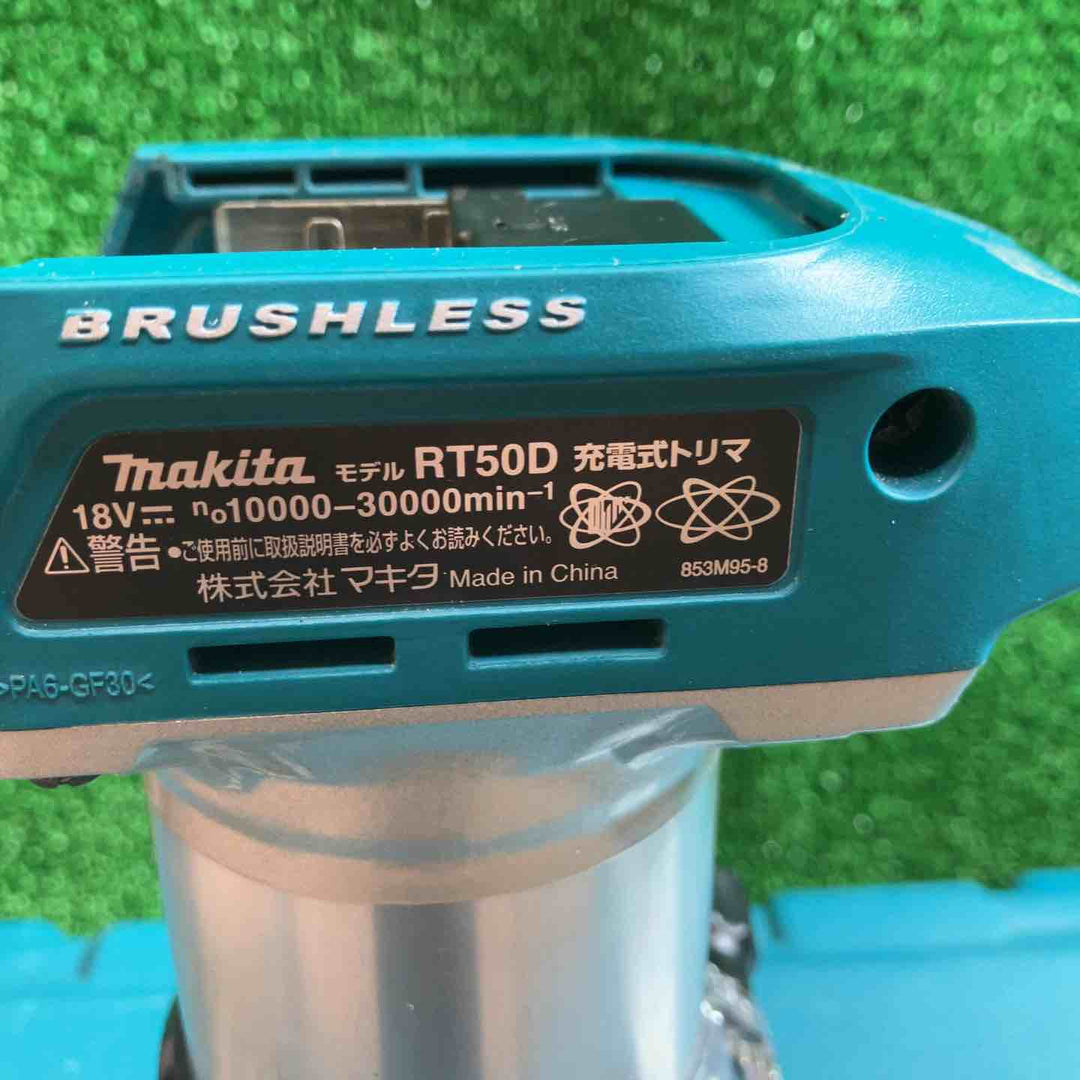 BRUSHLESS
makita モデル RT50D 充電式トリマ
18V⎓ n₀10000-30000min⁻¹
⚠警告 •ご使用前に取扱説明書を必ずよくお読みください。
株式会社 マキタ Made in China 853M95-8
>PA6-GF30<